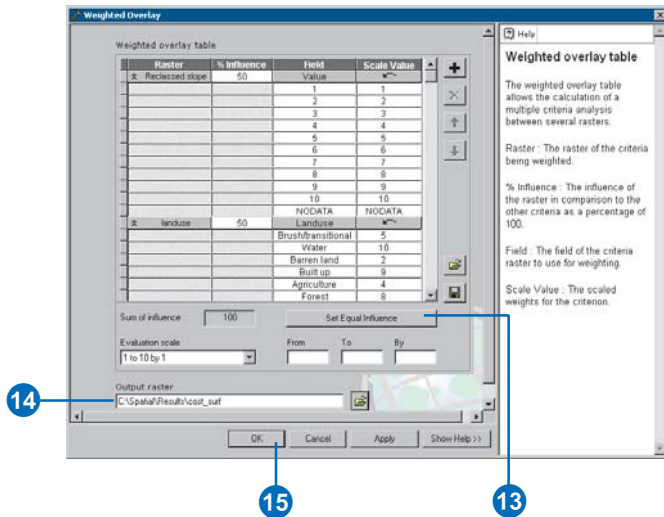 Weighted Overlay
Weighted overlay table
Raster % Influence Field Scale Value
Reclassed slope 50 Value
1 1
2 2
3 3
4 4
5 5
6 6
7 7
8 8
9 9
10 10
NODATA NODATA
landuse 50 Landuse
Brush/transitional 5
Water 10
Barren land 2
Built up 9
Agriculture 4
Forest 8
Sum of influence 100 Set Equal Influence
Evaluation scale From To By
1 to 10 by 1
Output raster
C:\Spatial\Results\cost_surf
OK Cancel Apply Show Help >>
Help
Weighted overlay table
The weighted overlay table
allows the calculation of a
multiple criteria analysis
between several rasters.
Raster : The raster of the criteria
being weighted.
% Influence : The influence of
the raster in comparison to the
other criteria as a percentage of
100.
Field : The field of the criteria
raster to use for weighting.
Scale Value : The scaled
weights for the criterion.
14
15
13